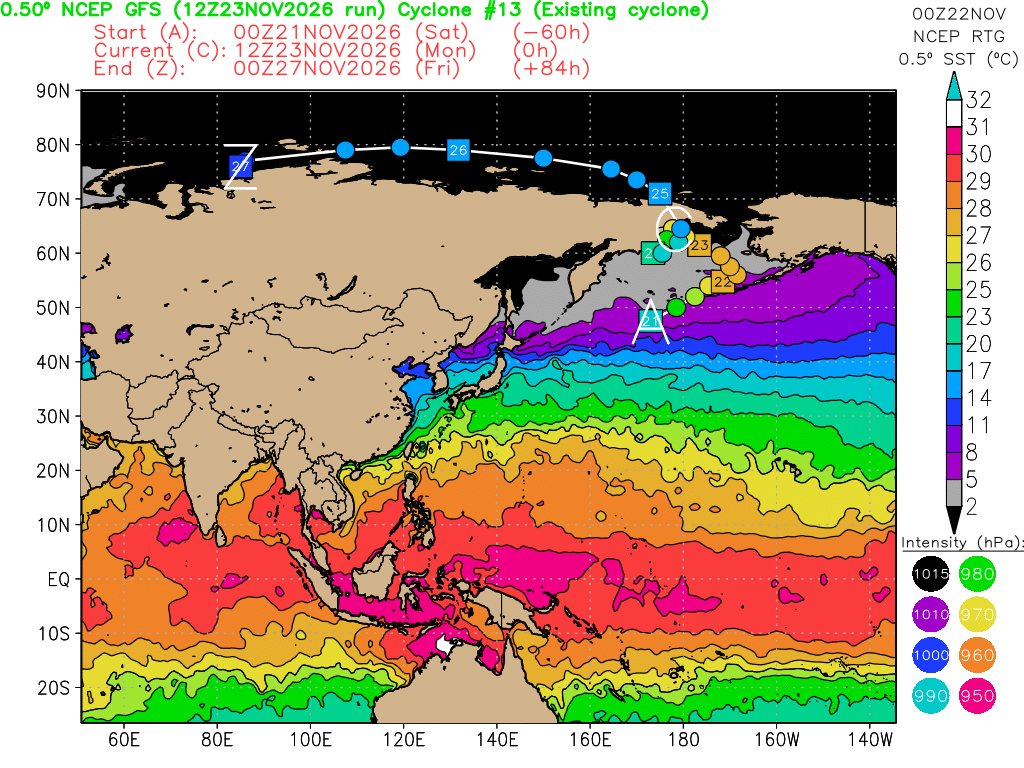 0.50º NCEP GFS (12Z23NOV2026 run) Cyclone #13 (Existing cyclone)
Start (A): 00Z21NOV2026 (Sat) (−60h)
Current (C): 12Z23NOV2026 (Mon) (0h)
End (Z): 00Z27NOV2026 (Fri) (+84h)
00Z22NOV
NCEP RTG
0.5º SST (ºC)
32
31
30
29
28
27
26
25
23
20
17
14
11
8
5
2
90N
80N
70N
60N
50N
40N
30N
20N
10N
EQ
10S
20S
Z
27
26
25
23
22
A
21
60E
80E
100E
120E
140E
160E
180
160W
140W
Intensity (hPa):
1015 980
1010 970
1000 960
990 950